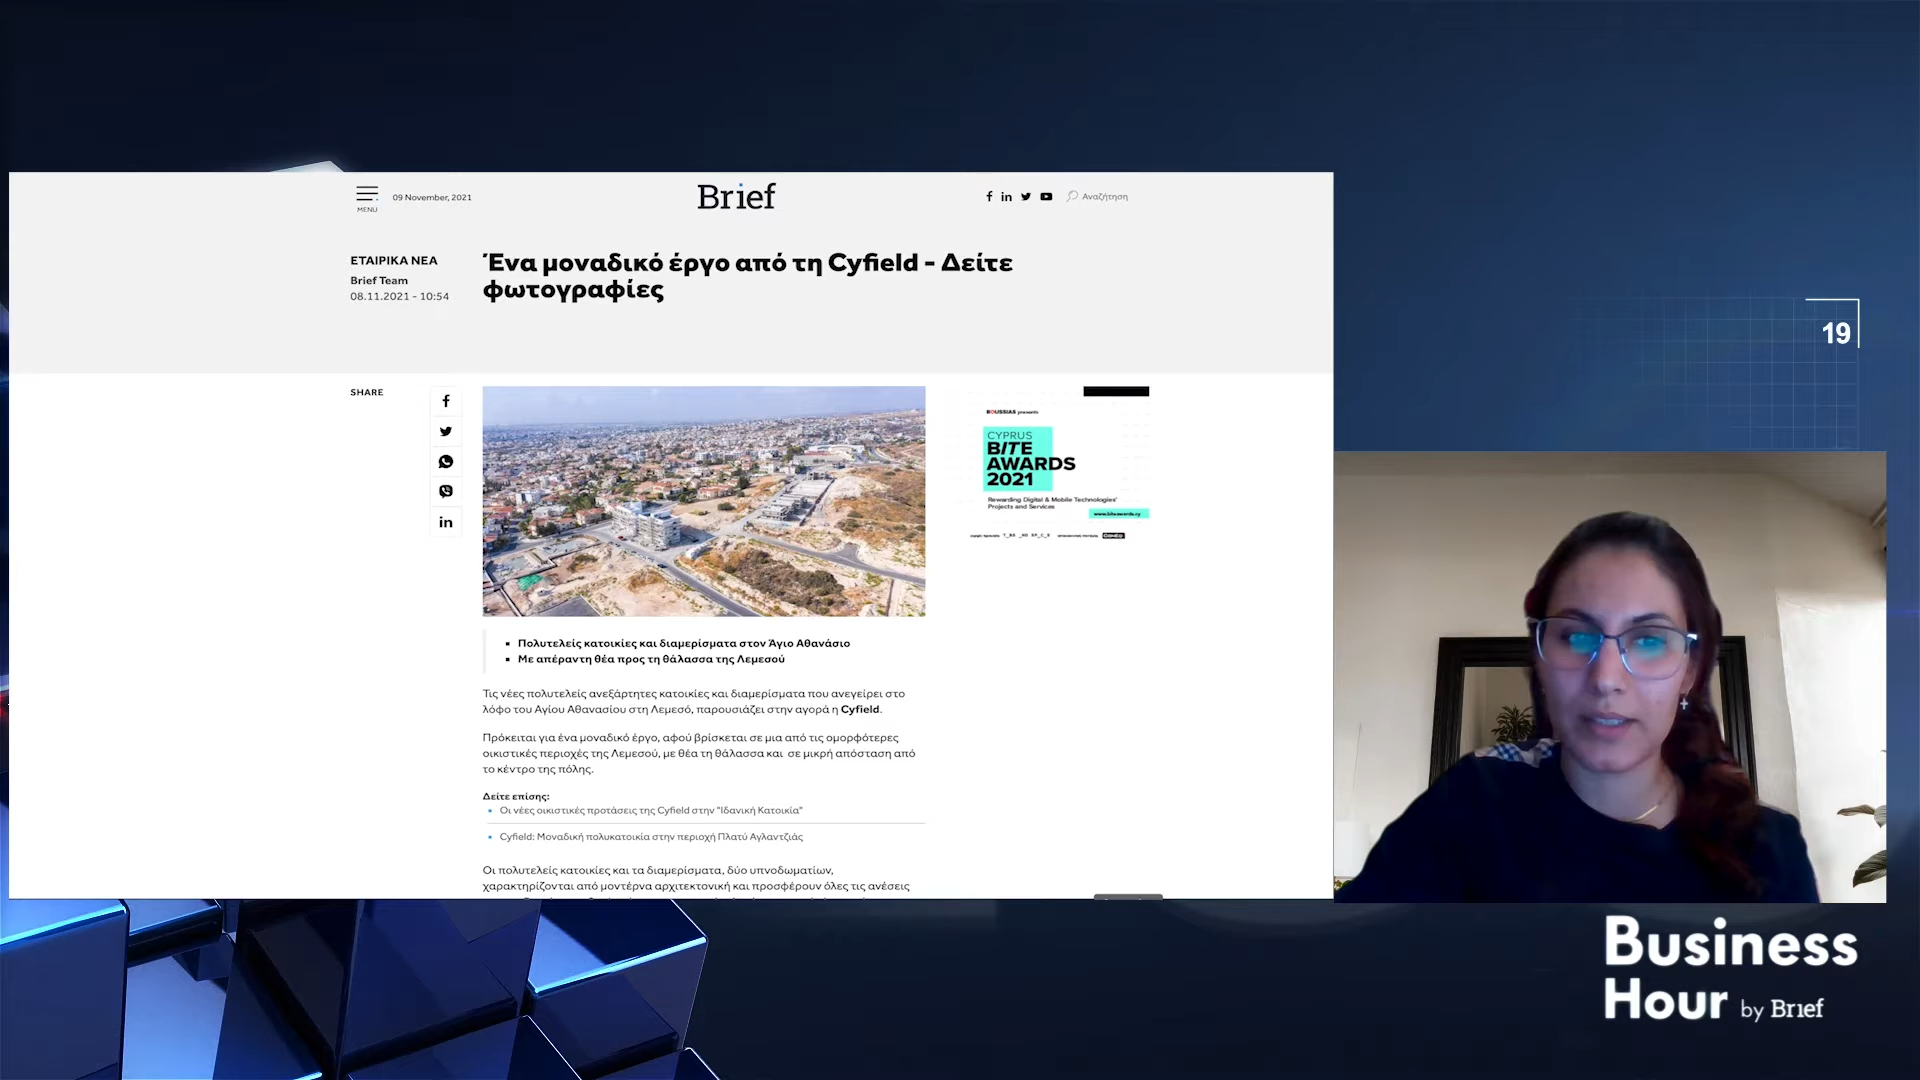 MENU
09 November, 2021
Brief
Αναζήτηση
ΕΤΑΙΡΙΚΑ ΝΕΑ
Brief Team
08.11.2021 - 10:54
Ένα μοναδικό έργο από τη Cyfield - Δείτε
φωτογραφίες
19
SHARE
BOUSSIAS presents
CYPRUS
BITE
AWARDS
2021
Rewarding Digital & Mobile Technologies'
Projects and Services
www.biteawards.cy
Πολυτελείς κατοικίες και διαμερίσματα στον Άγιο Αθανάσιο
Με απέραντη θέα προς τη θάλασσα της Λεμεσού
Τις νέες πολυτελείς ανεξάρτητες κατοικίες και διαμερίσματα που ανεγείρει στο
λόφο του Αγίου Αθανασίου στη Λεμεσό, παρουσιάζει στην αγορά η Cyfield.
Πρόκειται για ένα μοναδικό έργο, αφού βρίσκεται σε μια από τις ομορφότερες
οικιστικές περιοχές της Λεμεσού, με θέα τη θάλασσα και σε μικρή απόσταση από
το κέντρο της πόλης.
Δείτε επίσης:
Οι νέες οικιστικές προτάσεις της Cyfield στην "Ιδανική Κατοικία"
Cyfield: Μοναδική πολυκατοικία στην περιοχή Πλατύ Αγλαντζιάς
Οι πολυτελείς κατοικίες και τα διαμερίσματα, δύο υπνοδωματίων,
χαρακτηρίζονται από μοντέρνα αρχιτεκτονική και προσφέρουν όλες τις ανέσεις
Business
Hour by Brief